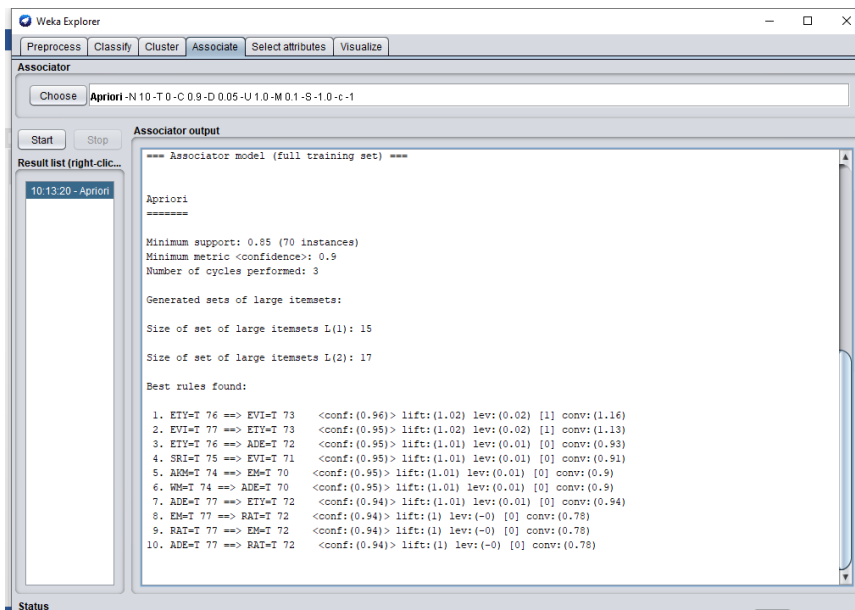 Weka Explorer
Preprocess Classify Cluster Associate Select attributes Visualize
Associator
Choose Apriori -N 10 -T 0 -C 0.9 -D 0.05 -U 1.0 -M 0.1 -S -1.0 -c -1
Start Stop
Associator output
Result list (right-clic...
10:13:20 - Apriori
=== Associator model (full training set) ===
Apriori
=======
Minimum support: 0.85 (70 instances)
Minimum metric <confidence>: 0.9
Number of cycles performed: 3
Generated sets of large itemsets:
Size of set of large itemsets L(1): 15
Size of set of large itemsets L(2): 17
Best rules found:
1. ETY=T 76 ==> EVI=T 73 <conf:(0.96)> lift:(1.02) lev:(0.02) [1] conv:(1.16)
2. EVI=T 77 ==> ETY=T 73 <conf:(0.95)> lift:(1.02) lev:(0.02) [1] conv:(1.13)
3. ETY=T 76 ==> ADE=T 72 <conf:(0.95)> lift:(1.01) lev:(0.01) [0] conv:(0.93)
4. SRI=T 75 ==> EVI=T 71 <conf:(0.95)> lift:(1.01) lev:(0.01) [0] conv:(0.91)
5. AKM=T 74 ==> EM=T 70 <conf:(0.95)> lift:(1.01) lev:(0.01) [0] conv:(0.9)
6. WM=T 74 ==> ADE=T 70 <conf:(0.95)> lift:(1.01) lev:(0.01) [0] conv:(0.9)
7. ADE=T 77 ==> ETY=T 72 <conf:(0.94)> lift:(1.01) lev:(0.01) [0] conv:(0.94)
8. EM=T 77 ==> RAT=T 72 <conf:(0.94)> lift:(1) lev:(-0) [0] conv:(0.78)
9. RAT=T 77 ==> EM=T 72 <conf:(0.94)> lift:(1) lev:(-0) [0] conv:(0.78)
10. ADE=T 77 ==> RAT=T 72 <conf:(0.94)> lift:(1) lev:(-0) [0] conv:(0.78)
Status